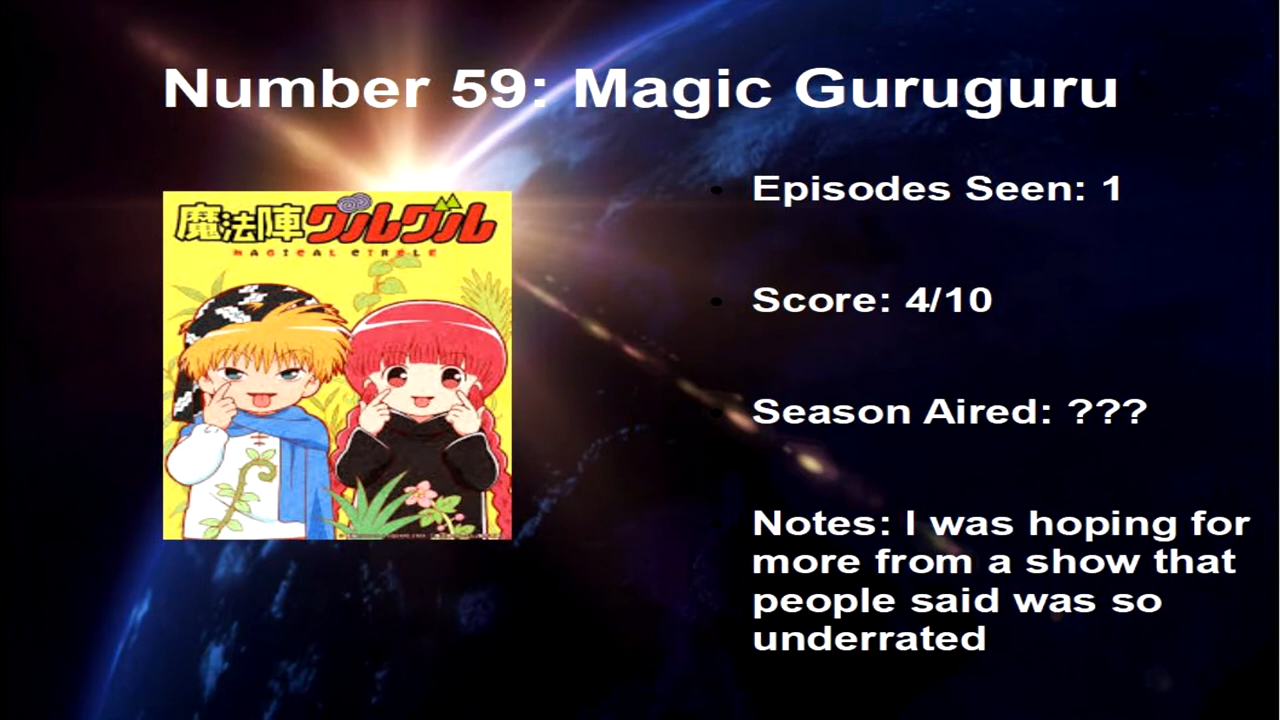 Number 59: Magic Guruguru
魔法陣グルグル
MAGICAL CIRCLE
Episodes Seen: 1
Score: 4/10
Season Aired: ???
Notes: I was hoping for
more from a show that
people said was so
underrated